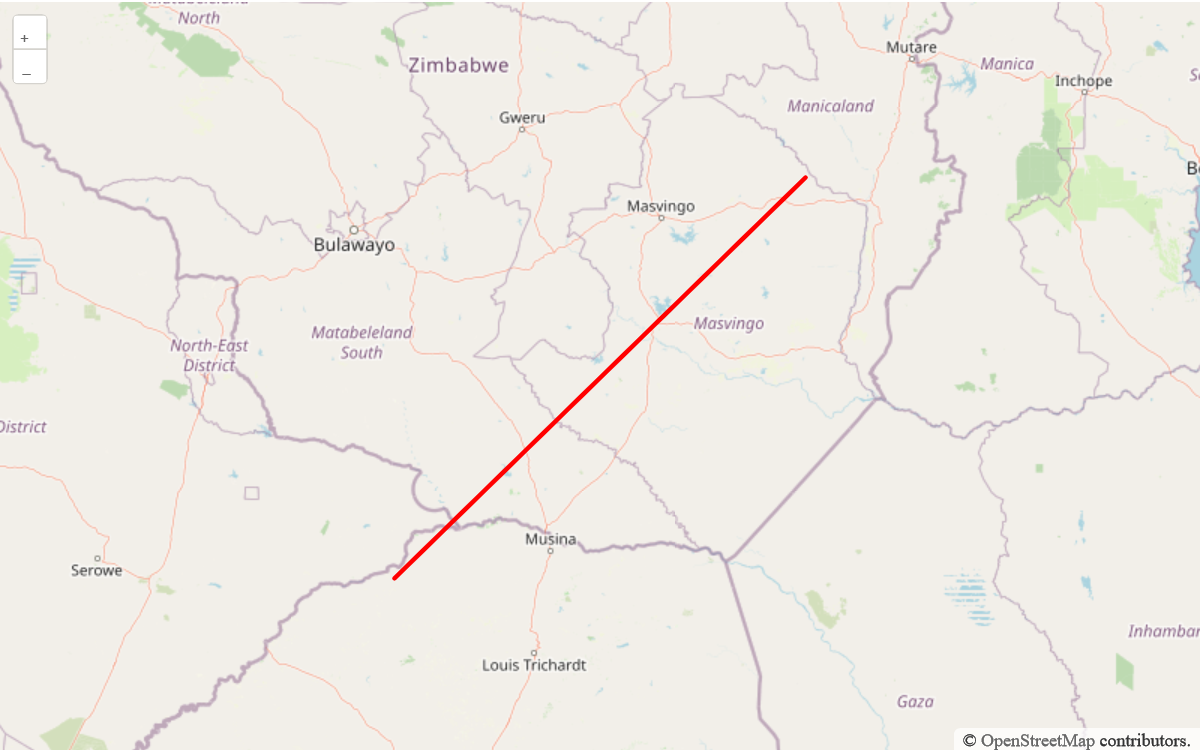 Matabeleland
North
+
–
Zimbabwe
Mutare
Manica
Inchope
Manicaland
Gweru
Masvingo
Bulawayo
Matabeleland
South
Masvingo
North-East
District
District
Musina
Serowe
Louis Trichardt
Inhambar
Gaza
© OpenStreetMap contributors.